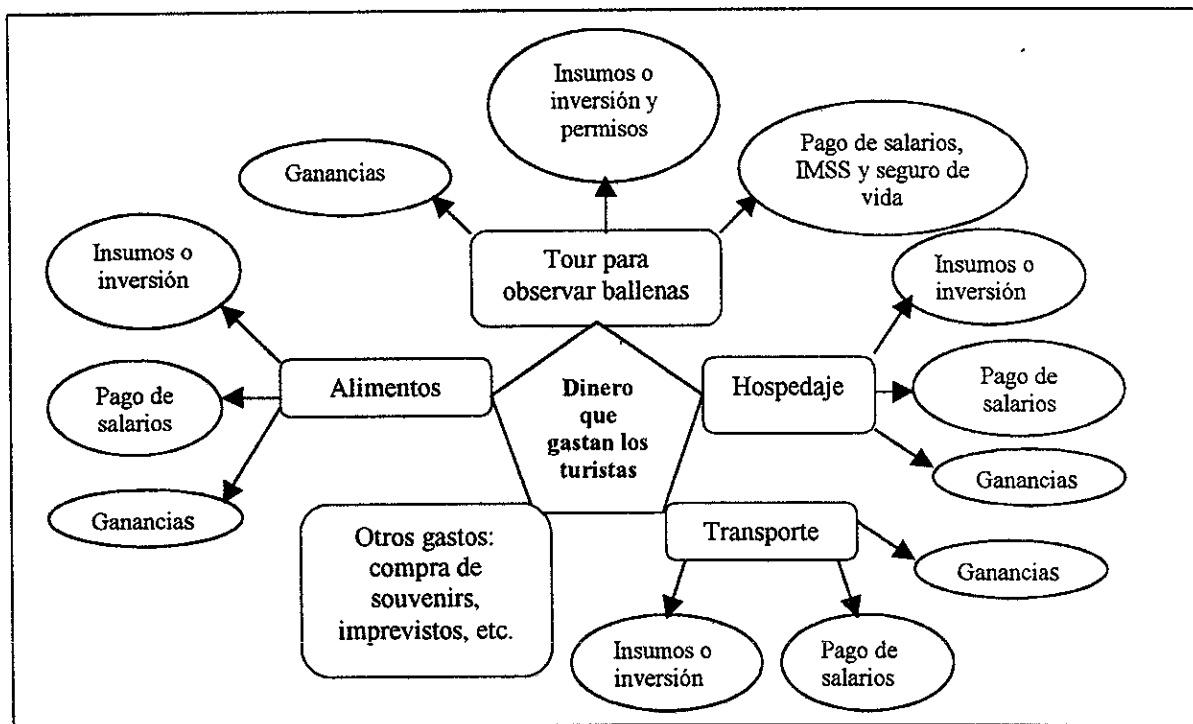 Insumos o
inversión y
permisos
Pago de salarios,
IMSS y seguro de
vida
Ganancias
Tour para
observar ballenas
Insumos o
inversión
Insumos o
inversión
Alimentos
Dinero
que
gastan los
turistas
Hospedaje
Pago de
salarios
Pago de
salarios
Ganancias
Ganancias
Otros gastos:
compra de
souvenirs,
imprevistos, etc.
Transporte
Ganancias
Insumos o
inversión
Pago de
salarios